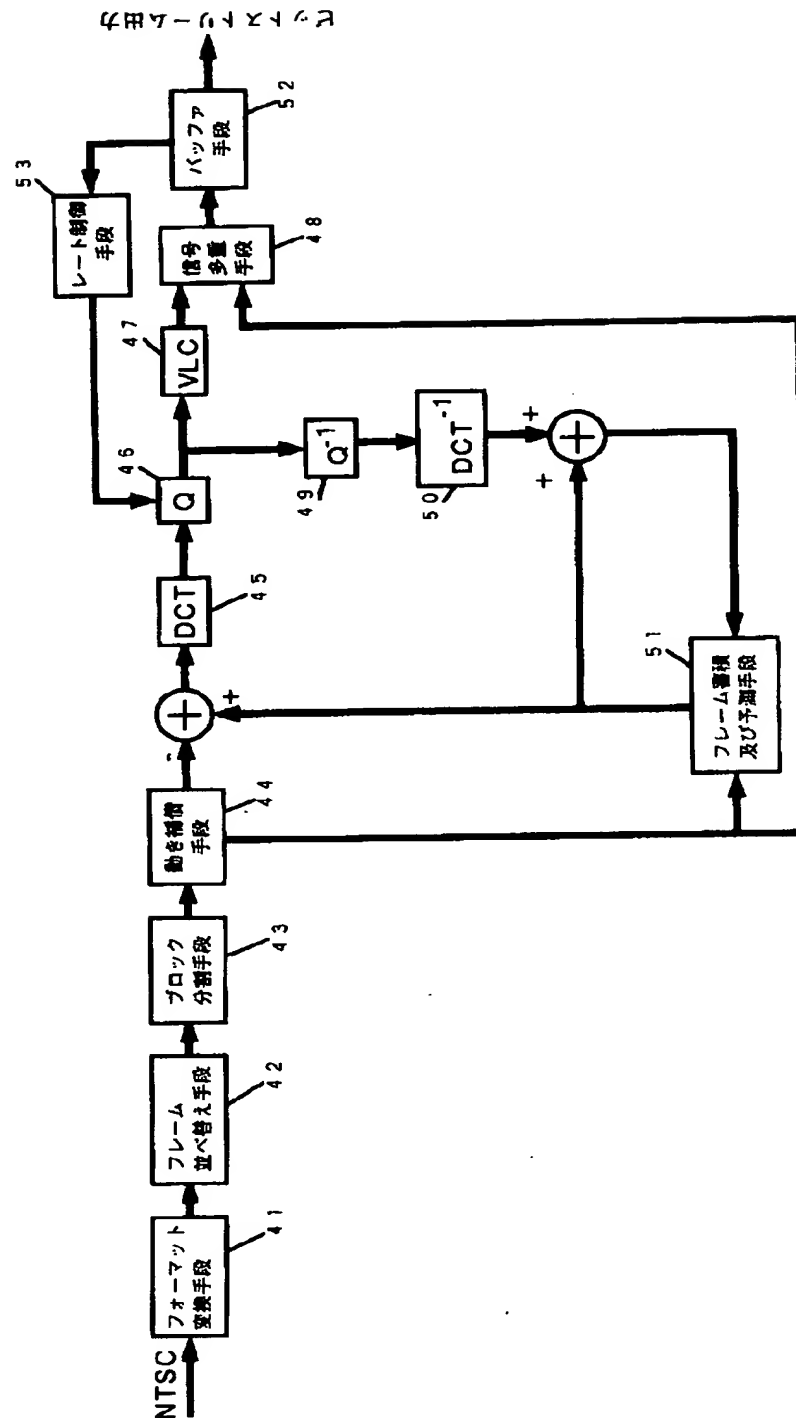 NTSC
フォーマット
変換手段
41
フレーム
並べ替え手段
42
ブロック
分割手段
43
動き補償
手段
44
-
+
DCT
45
Q
46
VLC
47
信号
多重
手段
48
バッファ
手段
52
レート制御
手段
53
ビットストリーム出力
Q-1
49
DCT-1
50
+
+
フレーム蓄積
及び予測手段
51